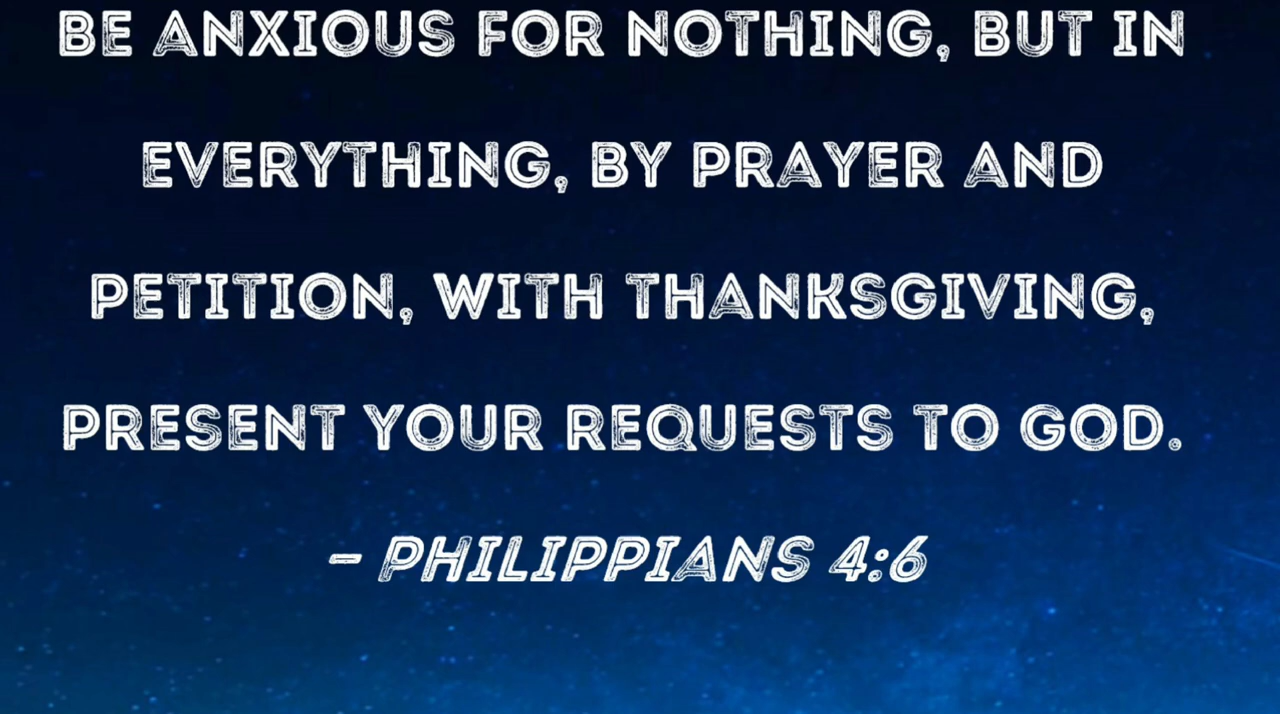 BE ANXIOUS FOR NOTHING, BUT IN
EVERYTHING, BY PRAYER AND
PETITION, WITH THANKSGIVING,
PRESENT YOUR REQUESTS TO GOD.
– PHILIPPIANS 4:6